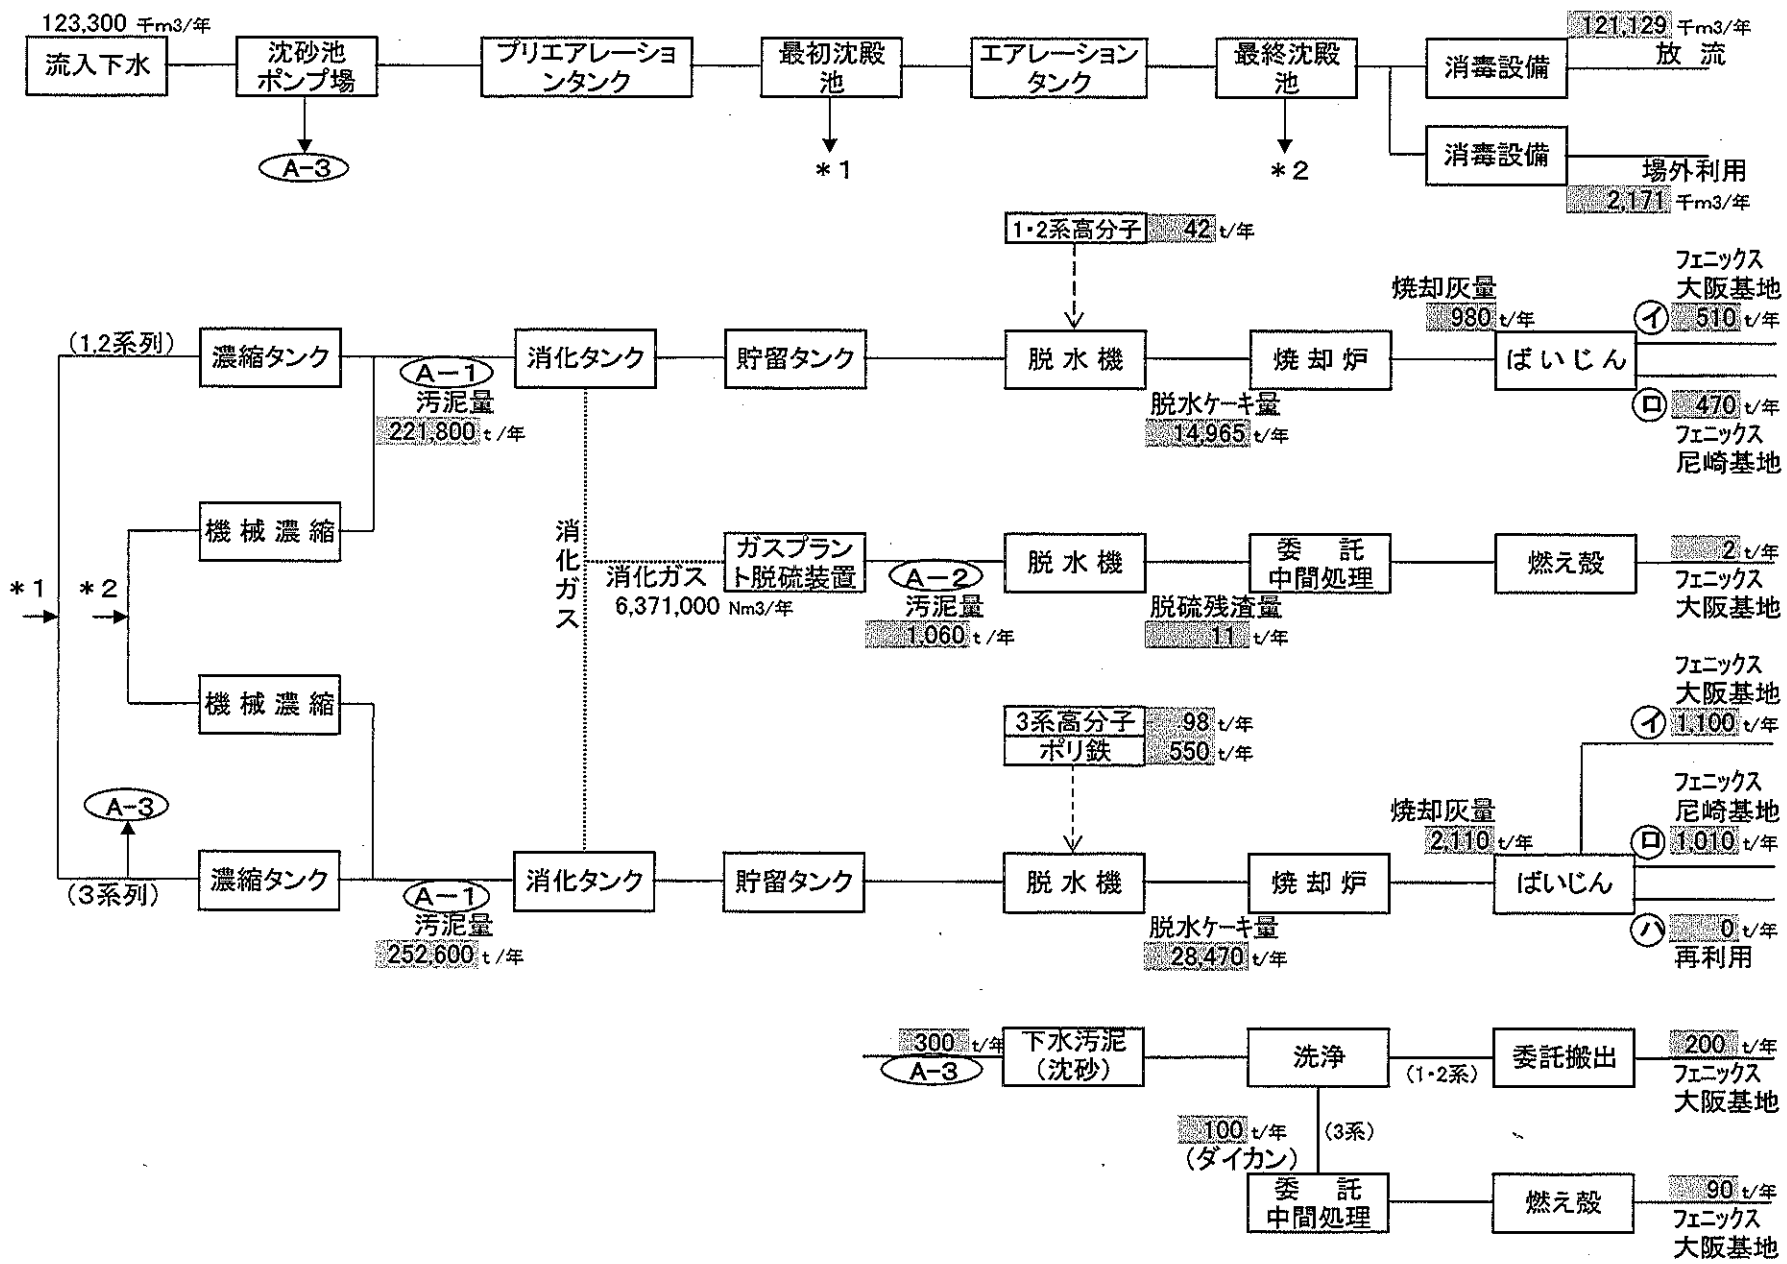 123,300 千m3/年
流入下水
沈砂池
ポンプ場
プリエアレーショ
ンタンク
最初沈殿
池
エアレーション
タンク
最終沈殿
池
消毒設備
121,129 千m3/年
放 流
A-3
*1
*2
消毒設備
場外利用
2,171 千m3/年
1・2系高分子 42 t/年
(1,2系列)
濃縮タンク
A-1
汚泥量
221,800 t/年
消化タンク
貯留タンク
脱 水 機
脱水ケーキ量
14,965 t/年
焼 却 炉
焼却灰量
980 t/年
ばいじん
フェニックス
大阪基地
イ 510 t/年
ロ 470 t/年
フェニックス
尼崎基地
*1
*2
機 械 濃 縮
消化ガス
消化ガス
6,371,000 Nm3/年
ガスプラン
ト脱硫装置
A-2
汚泥量
1,060 t/年
脱 水 機
脱硫残渣量
11 t/年
委 託
中間処理
燃え殻
2 t/年
フェニックス
大阪基地
機 械 濃 縮
3系高分子 98 t/年
ポリ鉄 550 t/年
A-3
(3系列)
濃縮タンク
A-1
汚泥量
252,600 t/年
消化タンク
貯留タンク
脱 水 機
脱水ケーキ量
28,470 t/年
焼 却 炉
焼却灰量
2,110 t/年
ばいじん
フェニックス
大阪基地
イ 1,100 t/年
フェニックス
尼崎基地
ロ 1,010 t/年
ハ 0 t/年
再利用
300 t/年
A-3
下水汚泥
(沈砂)
洗浄
(1・2系)
委託搬出
200 t/年
フェニックス
大阪基地
100 t/年
(ダイカン)
(3系)
委 託
中間処理
燃え殻
90 t/年
フェニックス
大阪基地